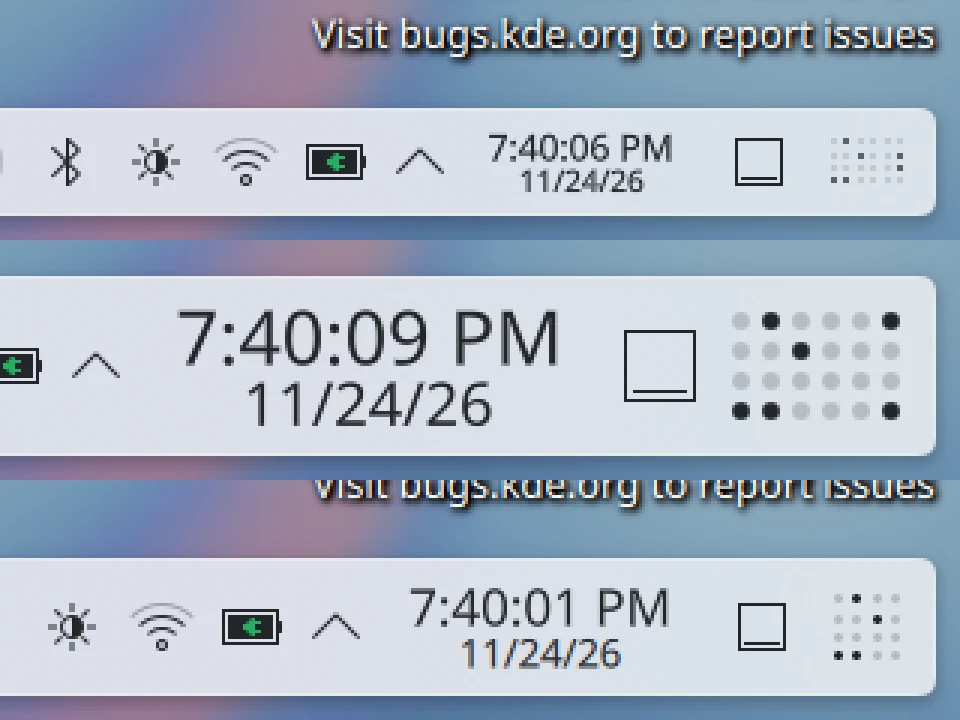 Visit bugs.kde.org to report issues
7:40:06 PM
11/24/26
7:40:09 PM
11/24/26
Visit bugs.kde.org to report issues
7:40:01 PM
11/24/26